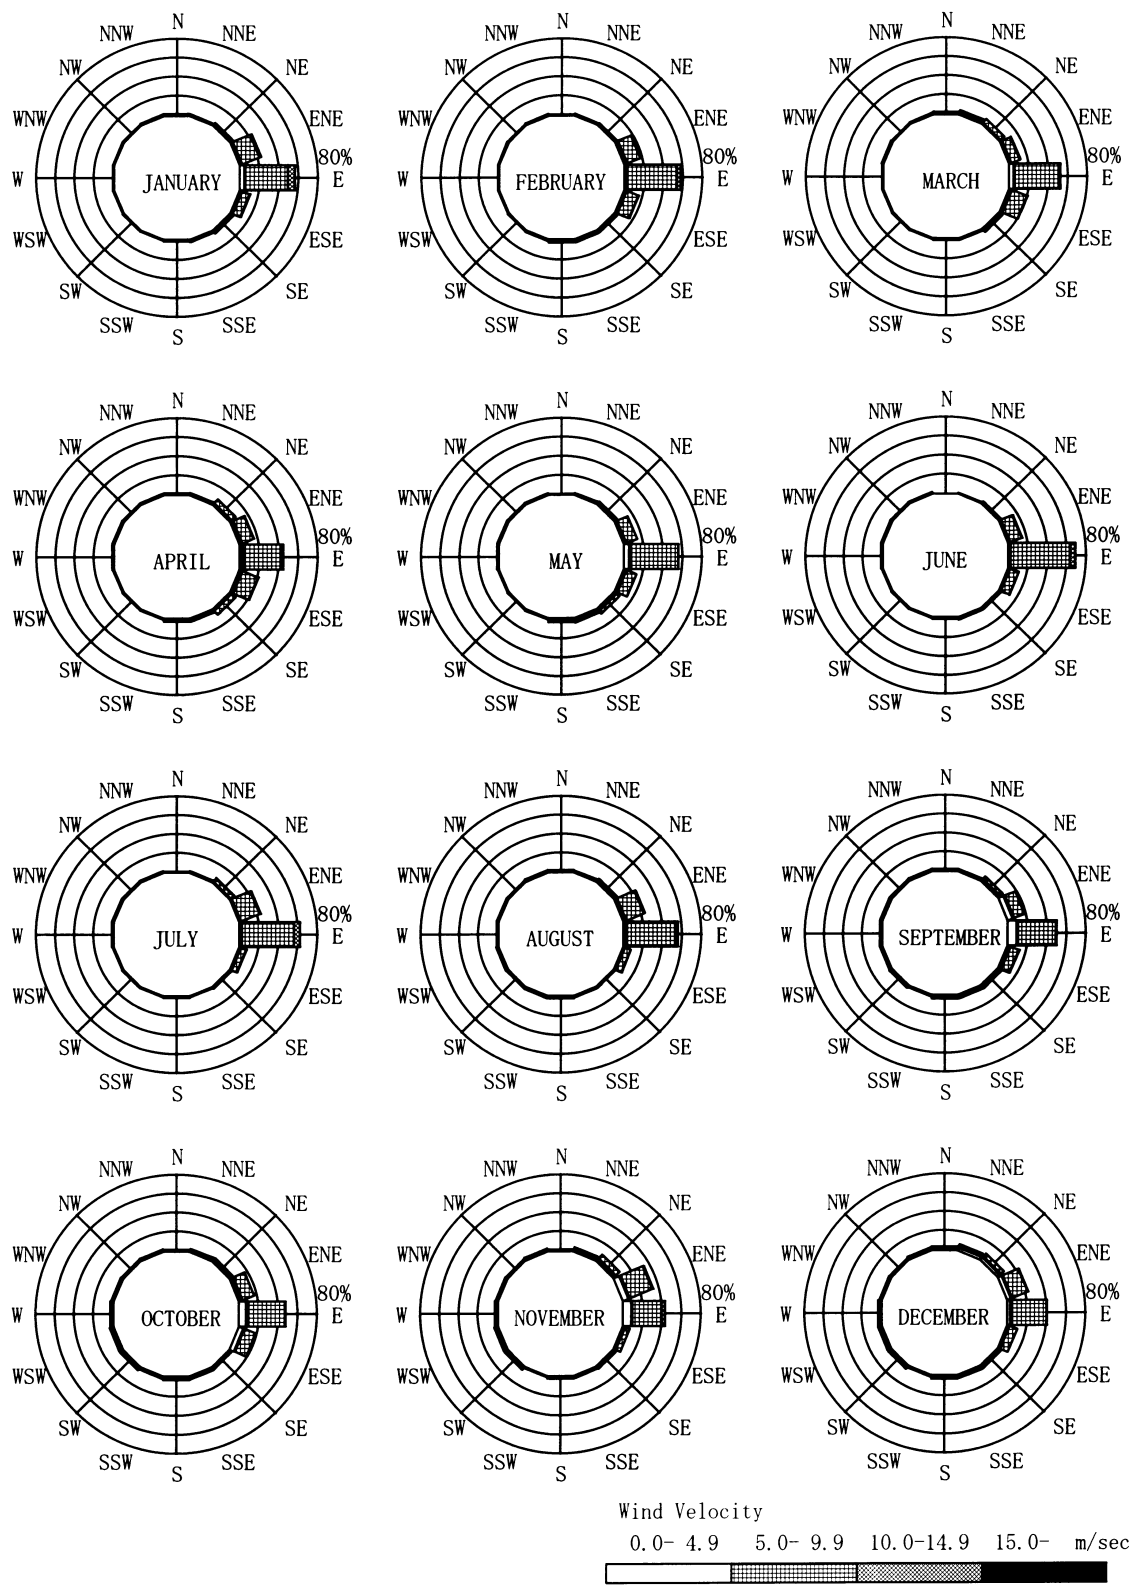 N N N
NNW NNE NNW NNE NNW NNE
NW NE NW NE NW NE
WNW ENE WNW ENE WNW ENE
80% 80% 80%
W JANUARY E W FEBRUARY E W MARCH E
WSW ESE WSW ESE WSW ESE
SW SE SW SE SW SE
SSW SSE SSW SSE SSW SSE
S S S
N N N
NNW NNE NNW NNE NNW NNE
NW NE NW NE NW NE
WNW ENE WNW ENE WNW ENE
80% 80% 80%
W APRIL E W MAY E W JUNE E
WSW ESE WSW ESE WSW ESE
SW SE SW SE SW SE
SSW SSE SSW SSE SSW SSE
S S S
N N N
NNW NNE NNW NNE NNW NNE
NW NE NW NE NW NE
WNW ENE WNW ENE WNW ENE
80% 80% 80%
W JULY E W AUGUST E W SEPTEMBER E
WSW ESE WSW ESE WSW ESE
SW SE SW SE SW SE
SSW SSE SSW SSE SSW SSE
S S S
N N N
NNW NNE NNW NNE NNW NNE
NW NE NW NE NW NE
WNW ENE WNW ENE WNW ENE
80% 80% 80%
W OCTOBER E W NOVEMBER E W DECEMBER E
WSW ESE WSW ESE WSW ESE
SW SE SW SE SW SE
SSW SSE SSW SSE SSW SSE
S S S
Wind Velocity
0.0- 4.9 5.0- 9.9 10.0-14.9 15.0- m/sec